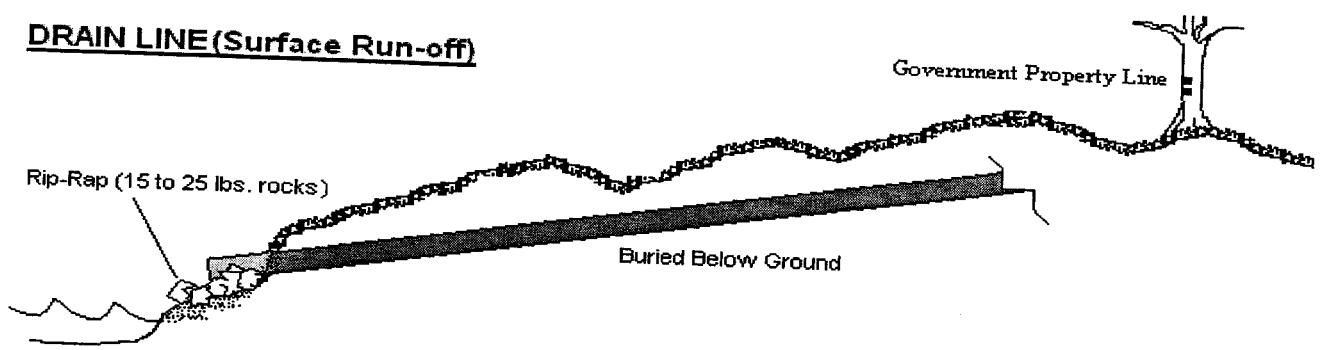 DRAIN LINE (Surface Run-off)
Government Property Line
Rip-Rap (15 to 25 lbs. rocks)
Buried Below Ground